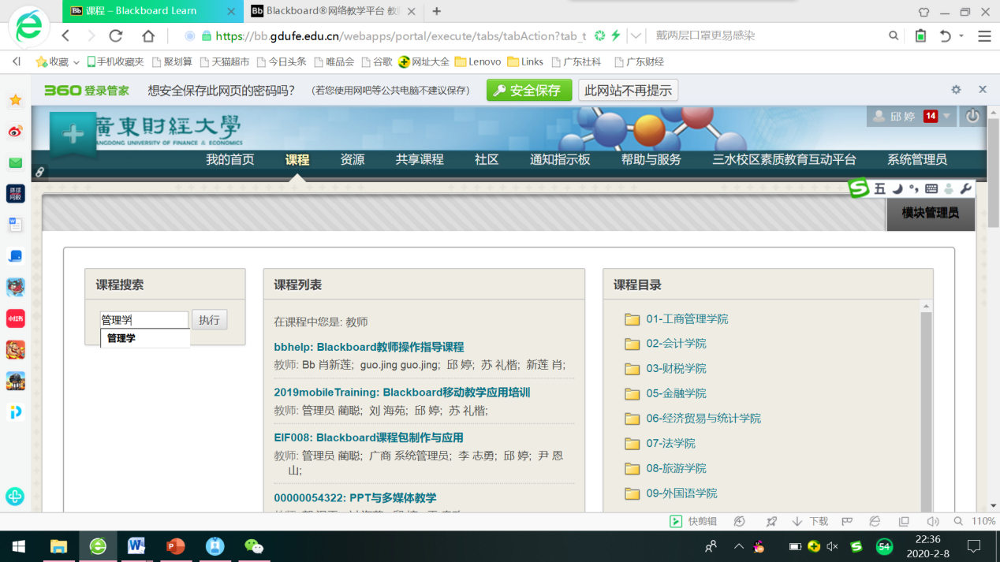 课程 – Blackboard Learn
Blackboard®网络教学平台 教
https://bb.gdufe.edu.cn/webapps/portal/execute/tabs/tabAction?tab_t
戴两层口罩更易感染
收藏 手机收藏夹 聚划算 天猫超市 今日头条 唯品会 谷歌 网址大全 Lenovo Links 广东社科 广东财经
360登录管家 想安全保存此网页的密码吗? (若您使用网吧等公共电脑不建议保存) 安全保存 此网站不再提示
廣東財經大學
GDONG UNIVERSITY OF FINANCE & ECONOMICS
邱 婷 14
我的首页 课程 资源 共享课程 社区 通知指示板 帮助与服务 三水校区素质教育互动平台 系统管理员
五
模块管理员
课程搜索
管理学 执行
管理学
课程列表
在课程中您是: 教师
bbhelp: Blackboard教师操作指导课程
教师: Bb 肖新莲; guo.jing guo.jing; 邱 婷; 苏 礼楷; 新莲 肖;
2019mobileTraining: Blackboard移动教学应用培训
教师: 管理员 蔺聪; 刘 海苑; 邱 婷; 苏 礼楷;
EIF008: Blackboard课程包制作与应用
教师: 管理员 蔺聪; 广商 系统管理员; 李 志勇; 邱 婷; 尹 恩
山;
00000054322: PPT与多媒体教学
课程目录
01-工商管理学院
02-会计学院
03-财税学院
05-金融学院
06-经济贸易与统计学院
07-法学院
08-旅游学院
09-外国语学院
快剪辑 下载 110%
54
22:36
2020-2-8